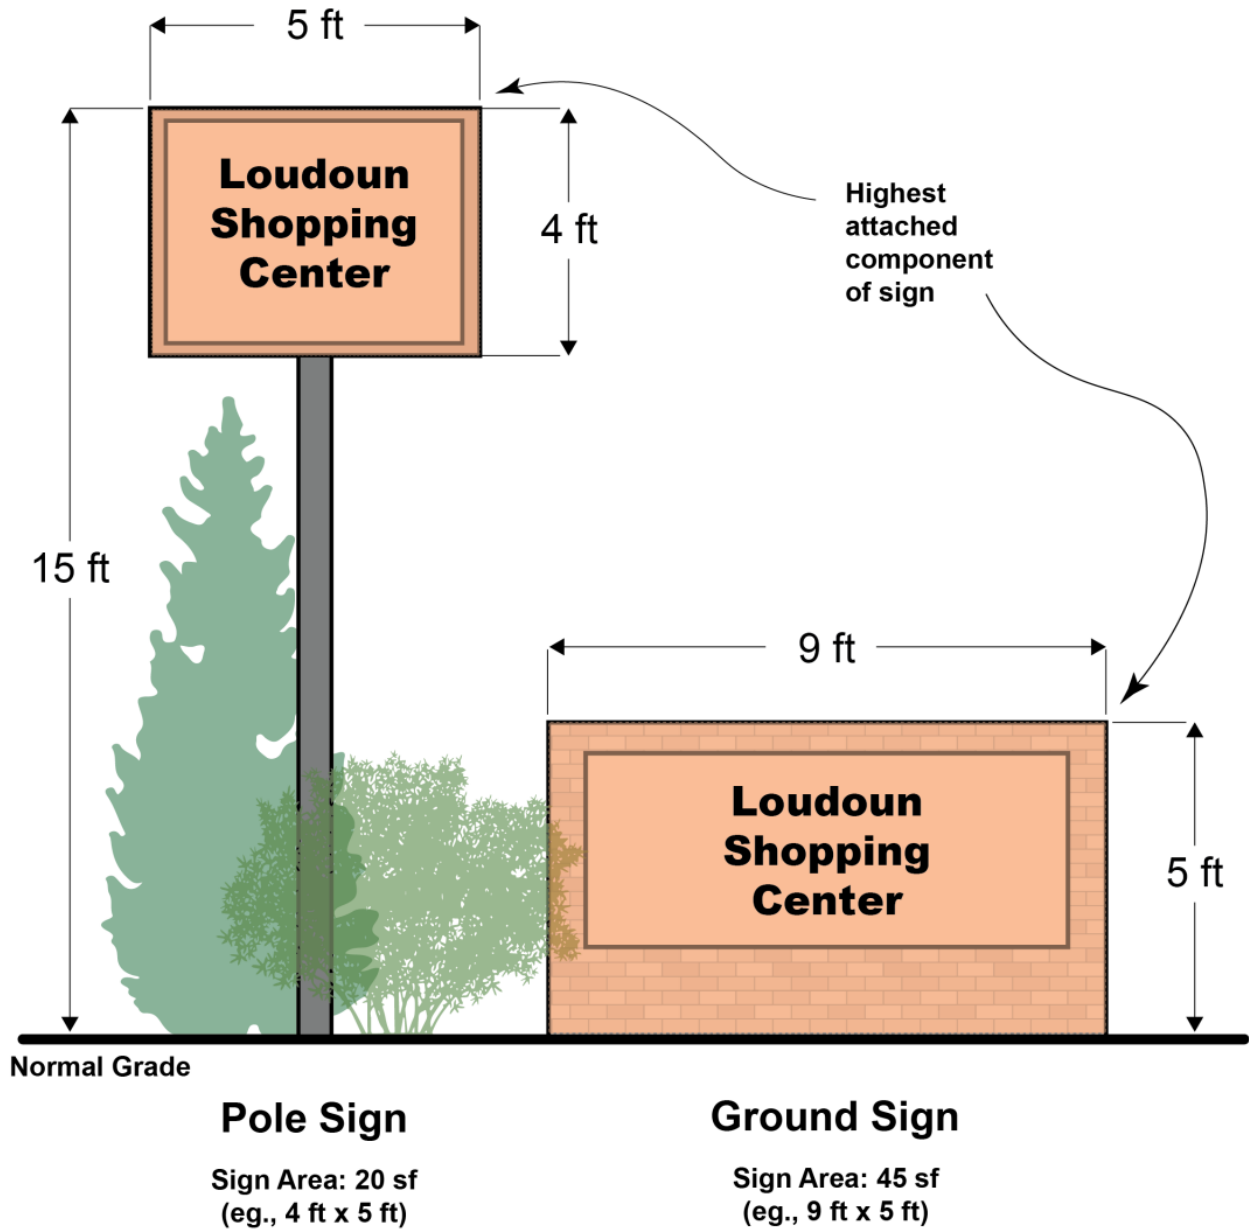 5 ft
Loudoun
Shopping
Center
4 ft
Highest
attached
component
of sign
15 ft
9 ft
Loudoun
Shopping
Center
5 ft
Normal Grade
Pole Sign
Sign Area: 20 sf
(eg., 4 ft x 5 ft)
Ground Sign
Sign Area: 45 sf
(eg., 9 ft x 5 ft)